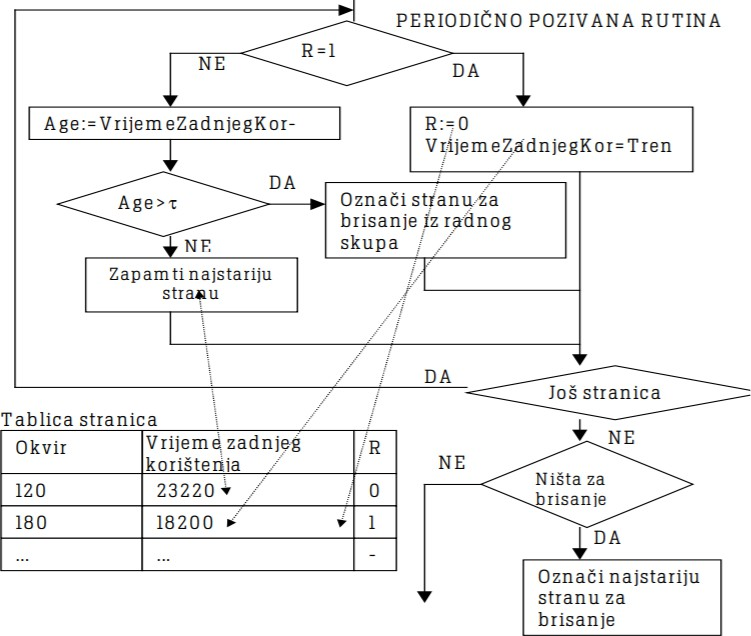 PERIODIČNO POZIVANA RUTINA
R=1
NE
DA
Age:=VrijemeZadnjegKor-
R:=0
VrijemeZadnjegKor=Tren
Age>τ
DA
Označi stranu za
brisanje iz radnog
skupa
NE
Zapamti najstariju
stranu
DA
Još stranica
Tablica stranica
Okvir
Vrijeme zadnjeg
korištenja
R
120
23220
0
180
18200
1
...
...
-
NE
NE
Ništa za
brisanje
DA
Označi najstariju
stranu za
brisanje